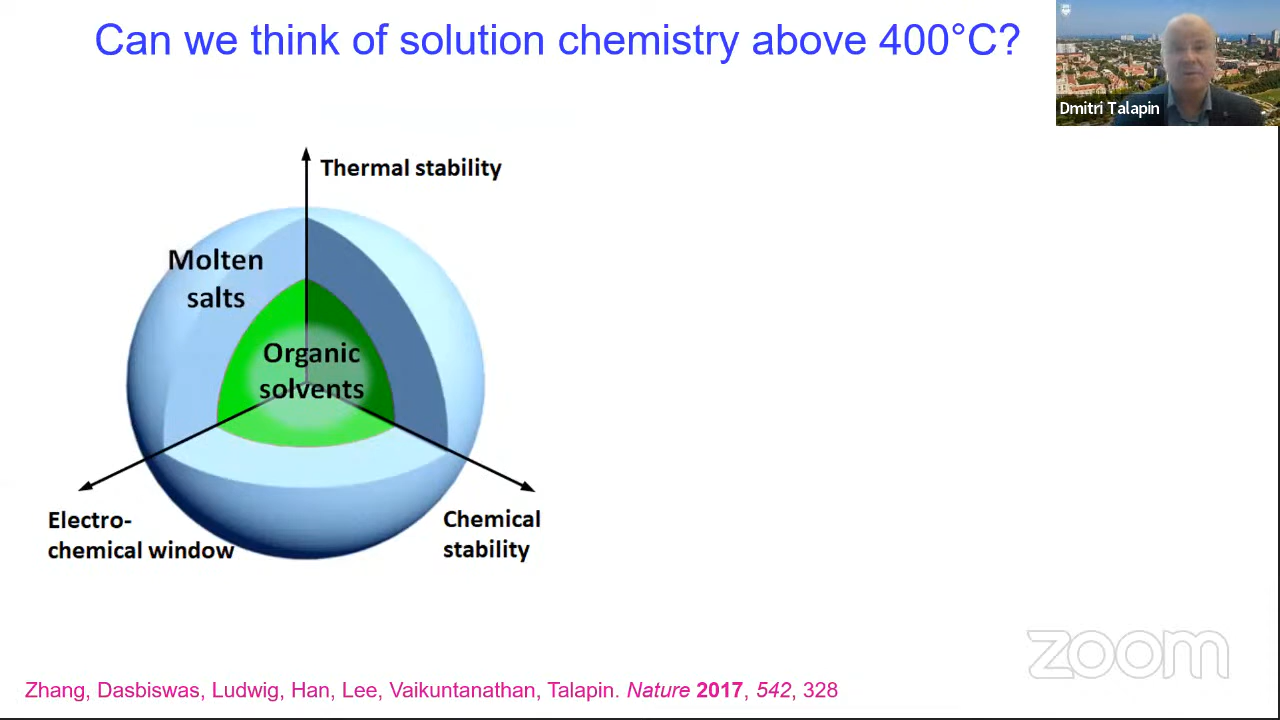 Can we think of solution chemistry above 400°C?
Dmitri Talapin
Thermal stability
Molten
salts
Organic
solvents
Electro-
chemical window
Chemical
stability
zoom
Zhang, Dasbiswas, Ludwig, Han, Lee, Vaikuntanathan, Talapin. Nature 2017, 542, 328